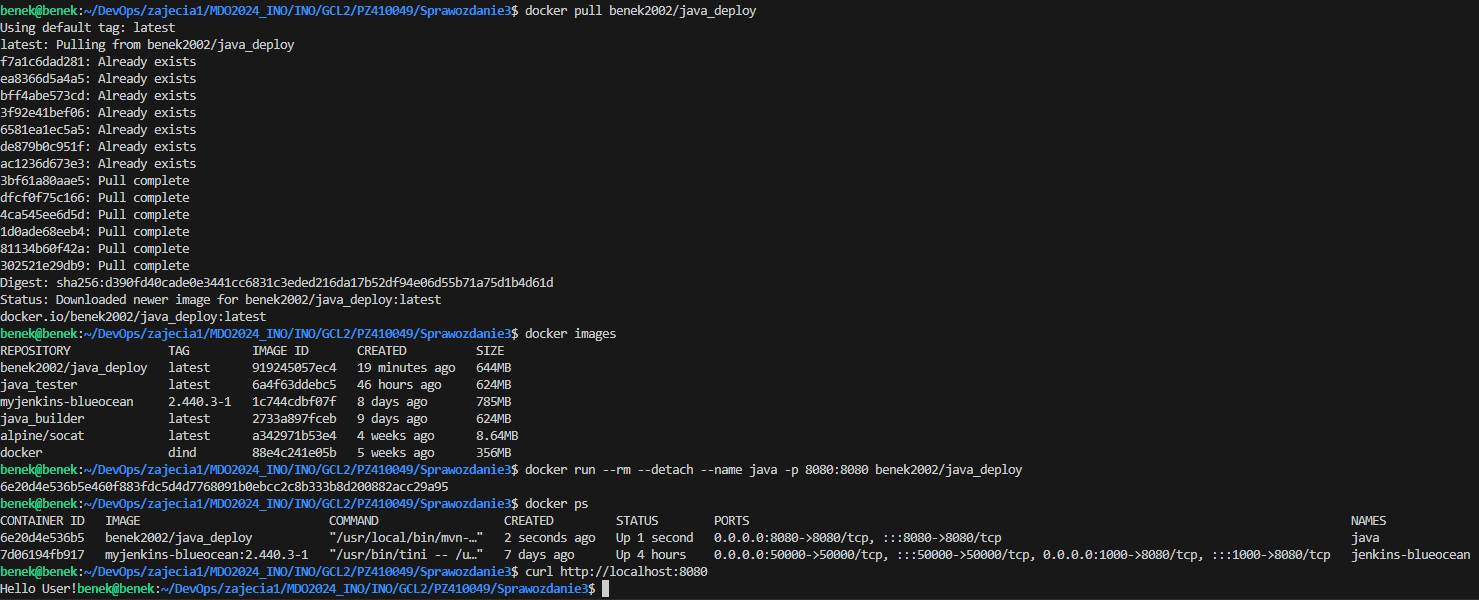 benek@benek:~/DevOps/zajecia1/MDO2024_INO/INO/GCL2/PZ410049/Sprawozdanie3$ docker pull benek2002/java_deploy
Using default tag: latest
latest: Pulling from benek2002/java_deploy
f7a1c6dad281: Already exists
ea8366d5a4a5: Already exists
bff4abe573cd: Already exists
3f92e41bef06: Already exists
6581ea1ec5a5: Already exists
de879b0c951f: Already exists
ac1236d673e3: Already exists
3bf61a80aae5: Pull complete
dfcf0f75c166: Pull complete
4ca545ee6d5d: Pull complete
1d0ade68eeb4: Pull complete
81134b60f42a: Pull complete
302521e29db9: Pull complete
Digest: sha256:d390fd40cade0e3441cc6831c3eded216da17b52df94e06d55b71a75d1b4d61d
Status: Downloaded newer image for benek2002/java_deploy:latest
docker.io/benek2002/java_deploy:latest
benek@benek:~/DevOps/zajecia1/MDO2024_INO/INO/GCL2/PZ410049/Sprawozdanie3$ docker images
REPOSITORY TAG IMAGE ID CREATED SIZE
benek2002/java_deploy latest 919245057ec4 19 minutes ago 644MB
java_tester latest 6a4f63ddebc5 46 hours ago 624MB
myjenkins-blueocean 2.440.3-1 1c744cdbf07f 8 days ago 785MB
java_builder latest 2733a897fceb 9 days ago 624MB
alpine/socat latest a342971b53e4 4 weeks ago 8.64MB
docker dind 88e4c241e05b 5 weeks ago 356MB
benek@benek:~/DevOps/zajecia1/MDO2024_INO/INO/GCL2/PZ410049/Sprawozdanie3$ docker run --rm --detach --name java -p 8080:8080 benek2002/java_deploy
6e20d4e536b5e460f883fdc5d4d7768091b0ebcc2c8b333b8d200882acc29a95
benek@benek:~/DevOps/zajecia1/MDO2024_INO/INO/GCL2/PZ410049/Sprawozdanie3$ docker ps
CONTAINER ID IMAGE COMMAND CREATED STATUS PORTS NAMES
6e20d4e536b5 benek2002/java_deploy "/usr/local/bin/mvn-…" 2 seconds ago Up 1 second 0.0.0.0:8080->8080/tcp, :::8080->8080/tcp java
7d06194fb917 myjenkins-blueocean:2.440.3-1 "/usr/bin/tini -- /u…" 7 days ago Up 4 hours 0.0.0.0:50000->50000/tcp, :::50000->50000/tcp, 0.0.0.0:1000->8080/tcp, :::1000->8080/tcp jenkins-blueocean
benek@benek:~/DevOps/zajecia1/MDO2024_INO/INO/GCL2/PZ410049/Sprawozdanie3$ curl http://localhost:8080
Hello User!benek@benek:~/DevOps/zajecia1/MDO2024_INO/INO/GCL2/PZ410049/Sprawozdanie3$